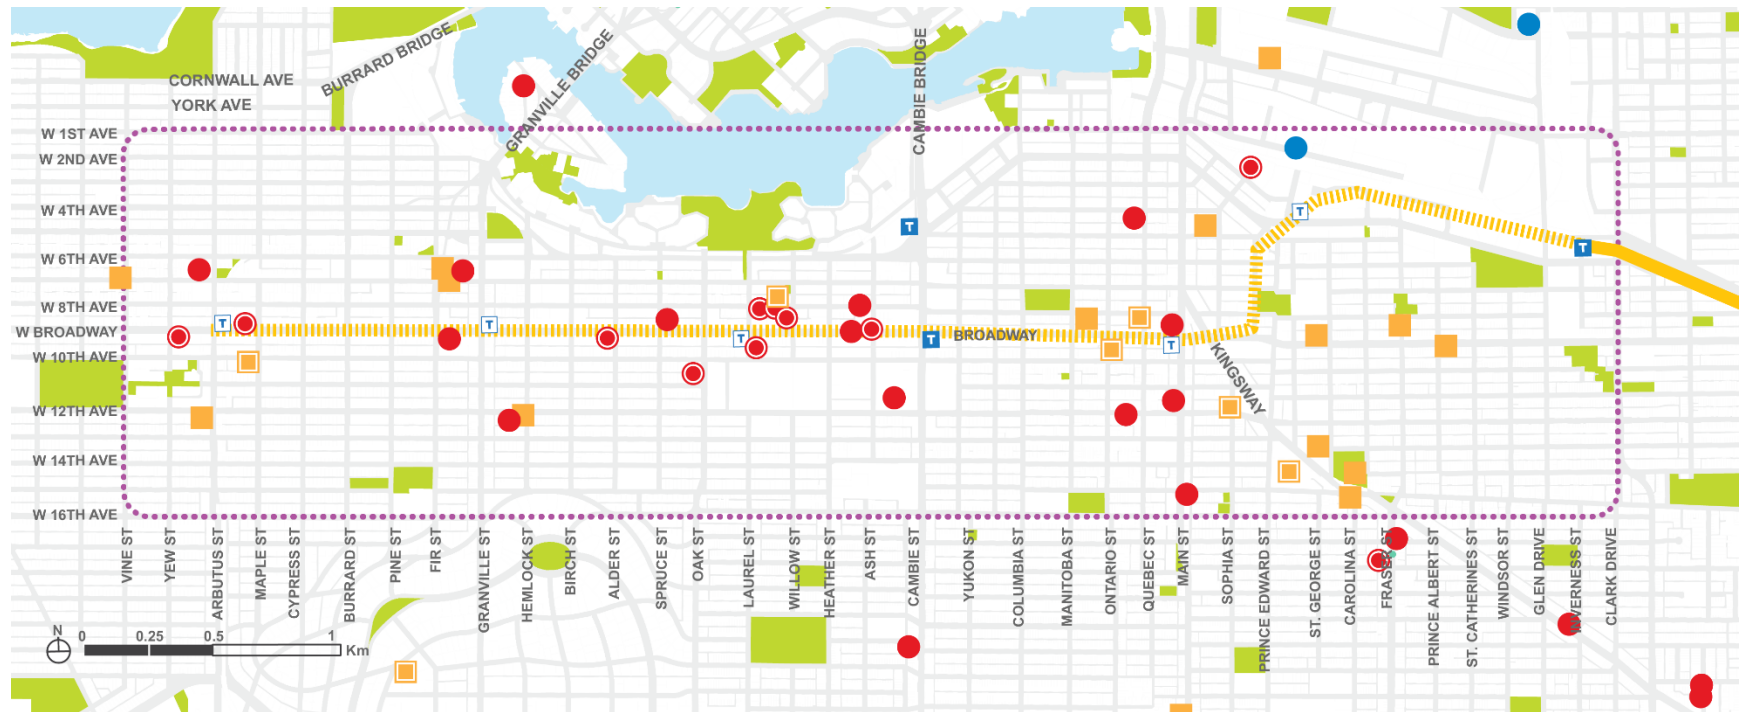 CORNWALL AVE
YORK AVE
BURRARD BRIDGE
GRANVILLE BRIDGE
CAMBIE BRIDGE
W 1ST AVE
W 2ND AVE
W 4TH AVE
W 6TH AVE
W 8TH AVE
W BROADWAY
W 10TH AVE
W 12TH AVE
W 14TH AVE
W 16TH AVE
T
T
T
T
T
T
T
T
BROADWAY
KINGSWAY
VINE ST
YEW ST
ARBUTUS ST
MAPLE ST
CYPRESS ST
BURRARD ST
PINE ST
FIR ST
GRANVILLE ST
HEMLOCK ST
BIRCH ST
ALDER ST
SPRUCE ST
OAK ST
LAUREL ST
WILLOW ST
HEATHER ST
ASH ST
CAMBIE ST
YUKON ST
COLUMBIA ST
MANITOBA ST
ONTARIO ST
QUEBEC ST
MAIN ST
SOPHIA ST
PRINCE EDWARD ST
ST. GEORGE ST
CAROLINA ST
FRASER ST
PRINCE ALBERT ST
ST. CATHERINES ST
WINDSOR ST
GLEN DRIVE
INVERNESS ST
CLARK DRIVE
N
0 0.25 0.5 1
Km